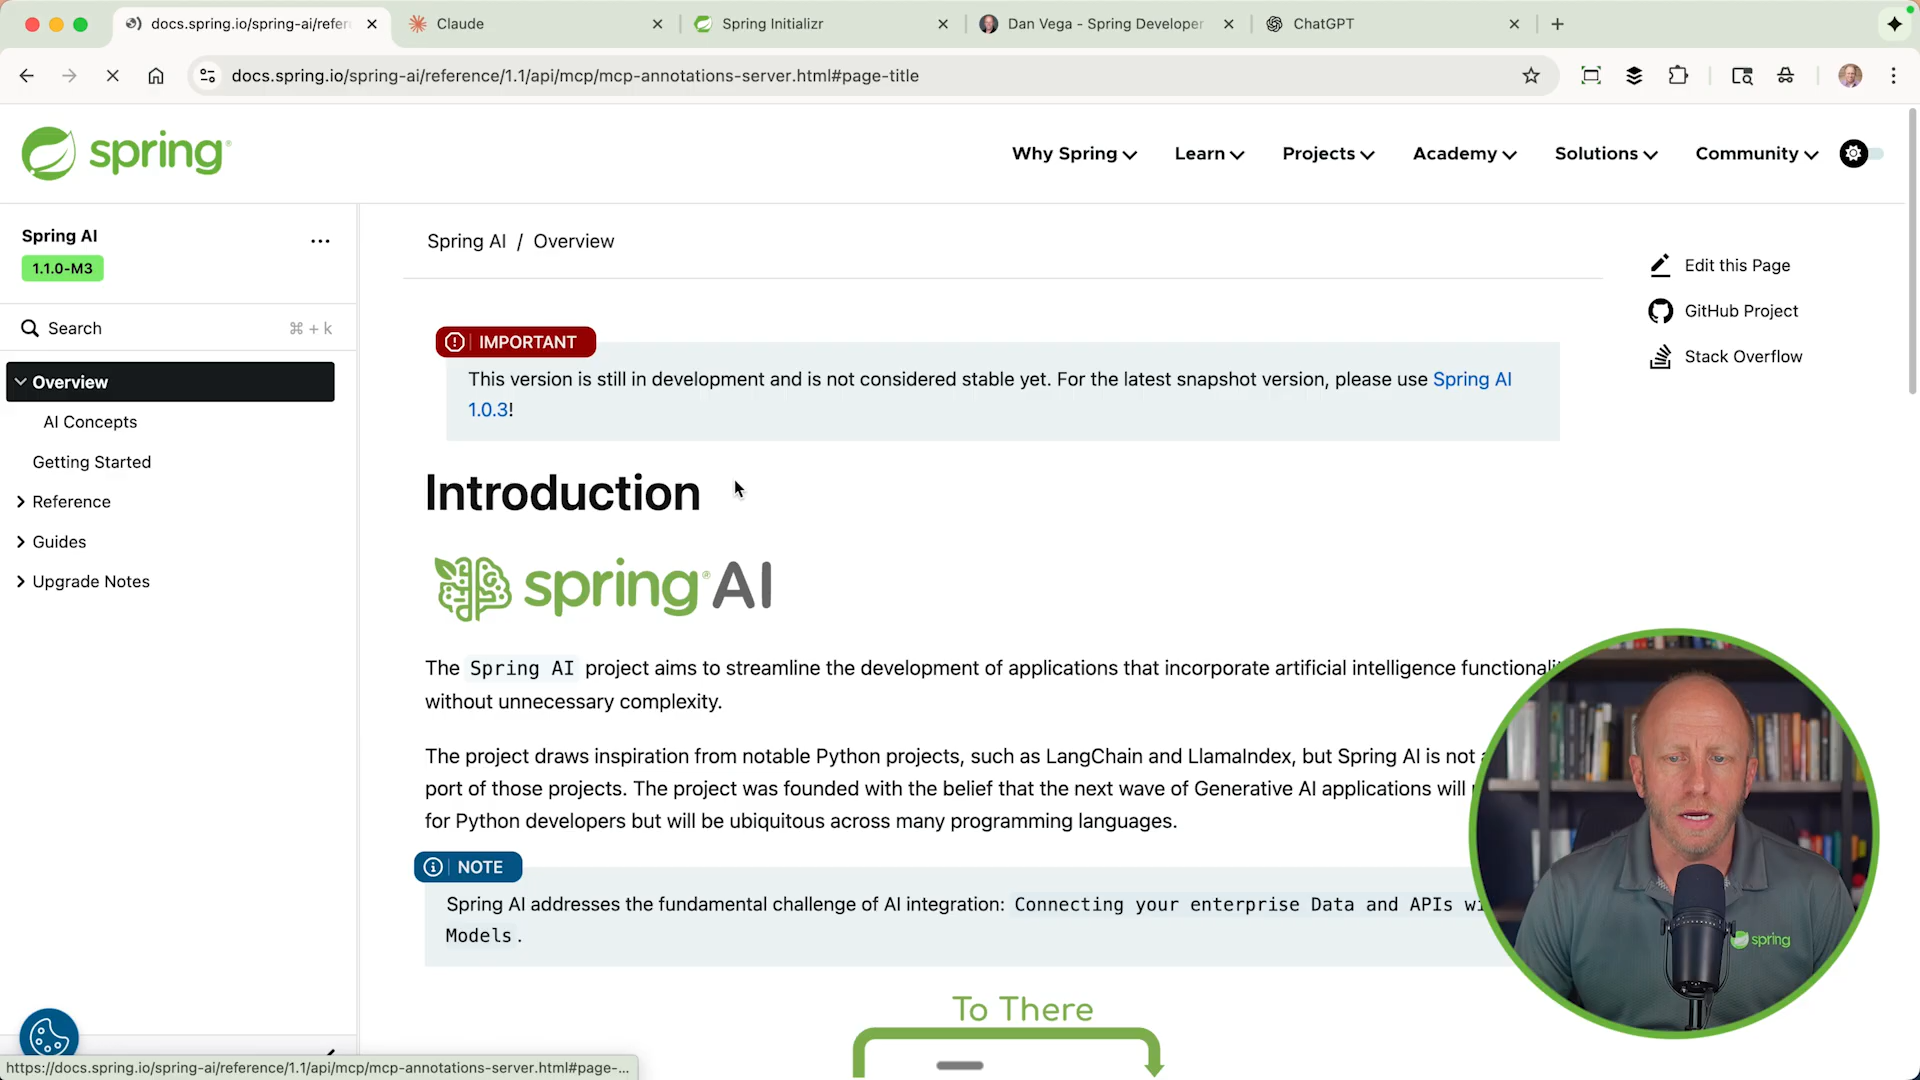 docs.spring.io/spring-ai/refer
Claude
Spring Initializr
Dan Vega - Spring Developer
ChatGPT
docs.spring.io/spring-ai/reference/1.1/api/mcp/mcp-annotations-server.html#page-title
spring
Why Spring
Learn
Projects
Academy
Solutions
Community
Spring AI
1.1.0-M3
Search
⌘ + k
Overview
AI Concepts
Getting Started
Reference
Guides
Upgrade Notes
Spring AI / Overview
Edit this Page
GitHub Project
Stack Overflow
IMPORTANT
This version is still in development and is not considered stable yet. For the latest snapshot version, please use Spring AI
1.0.3!
Introduction
spring AI
The Spring AI project aims to streamline the development of applications that incorporate artificial intelligence functionali
without unnecessary complexity.
The project draws inspiration from notable Python projects, such as LangChain and LlamaIndex, but Spring AI is not
port of those projects. The project was founded with the belief that the next wave of Generative AI applications will
for Python developers but will be ubiquitous across many programming languages.
NOTE
Spring AI addresses the fundamental challenge of AI integration: Connecting your enterprise Data and APIs wi
Models.
To There
spring
https://docs.spring.io/spring-ai/reference/1.1/api/mcp/mcp-annotations-server.html#page-...